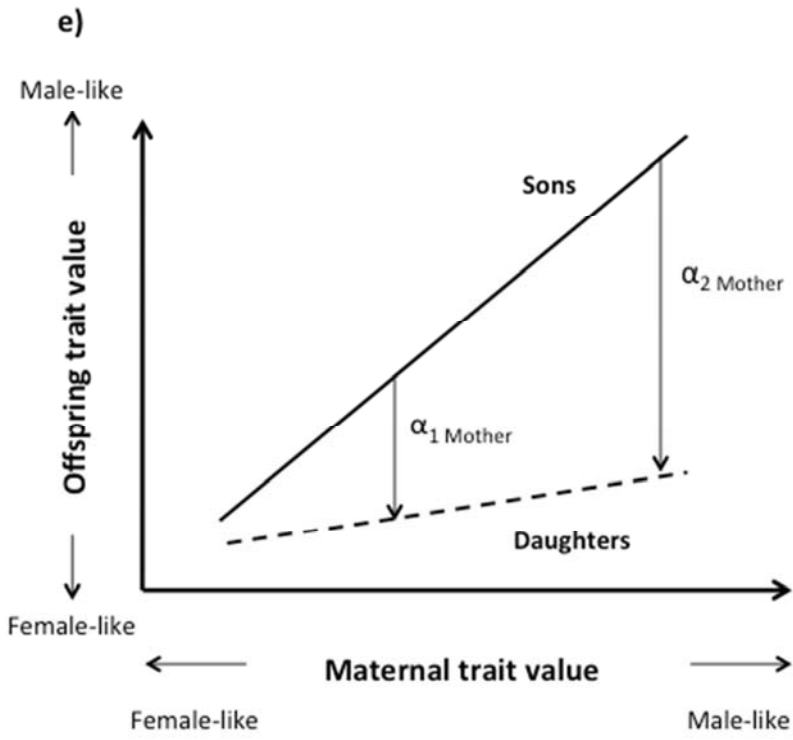 e)
Male-like
Offspring trait value
Female-like
Sons
α2 Mother
α1 Mother
Daughters
Maternal trait value
Female-like
Male-like